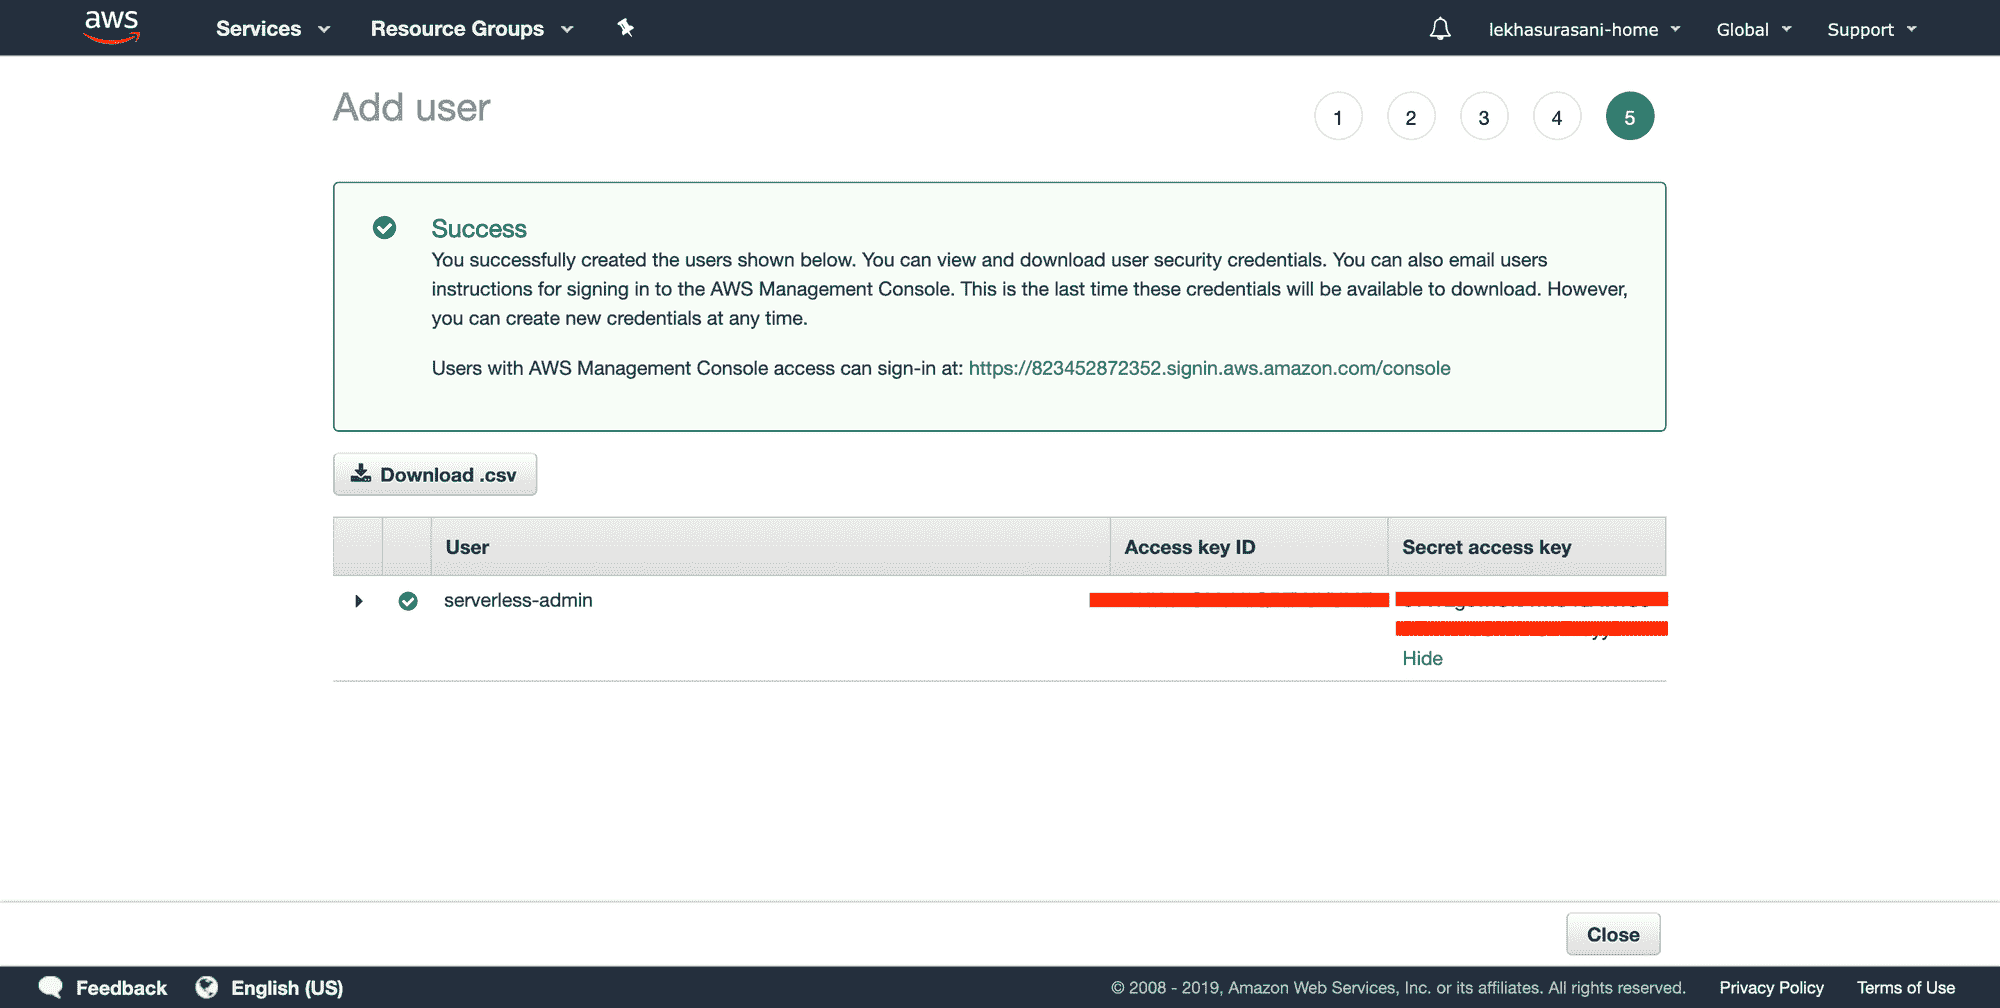 aws Services Resource Groups lekhasurasani-home Global Support
Add user
1 2 3 4 5
Success
You successfully created the users shown below. You can view and download user security credentials. You can also email users
instructions for signing in to the AWS Management Console. This is the last time these credentials will be available to download. However,
you can create new credentials at any time.
Users with AWS Management Console access can sign-in at: https://823452872352.signin.aws.amazon.com/console
Download .csv
User Access key ID Secret access key
serverless-admin
Hide
Close
Feedback English (US) © 2008 - 2019, Amazon Web Services, Inc. or its affiliates. All rights reserved. Privacy Policy Terms of Use